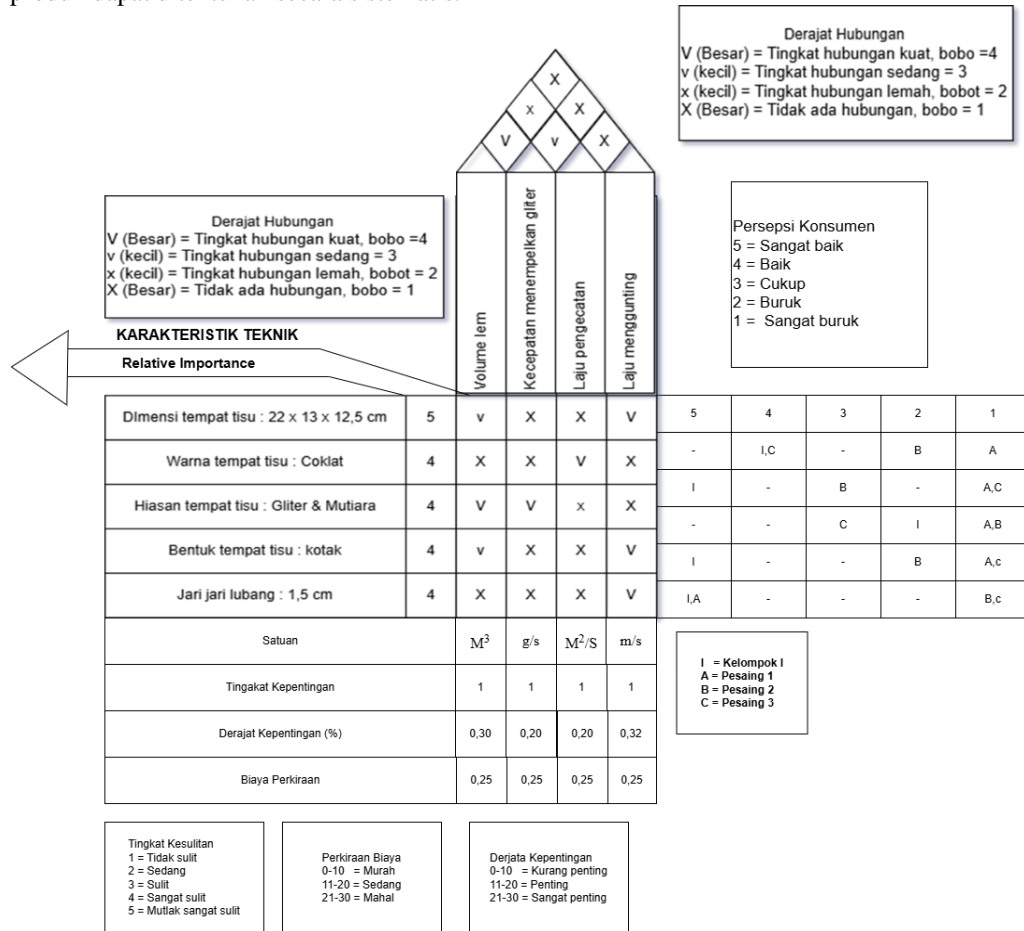 Derajat Hubungan
V (Besar) = Tingkat hubungan kuat, bobo =4
v (kecil) = Tingkat hubungan sedang = 3
x (kecil) = Tingkat hubungan lemah, bobot = 2
X (Besar) = Tidak ada hubungan, bobo = 1
X
x X
V v X
Derajat Hubungan
V (Besar) = Tingkat hubungan kuat, bobo =4
v (kecil) = Tingkat hubungan sedang = 3
x (kecil) = Tingkat hubungan lemah, bobot = 2
X (Besar) = Tidak ada hubungan, bobo = 1
Volume lem
Kecepatan menempelkan gliter
Laju pengecatan
Laju menggunting
Persepsi Konsumen
5 = Sangat baik
4 = Baik
3 = Cukup
2 = Buruk
1 = Sangat buruk
KARAKTERISTIK TEKNIK
Relative Importance
DImensi tempat tisu : 22 x 13 x 12,5 cm 5 v X X V
Warna tempat tisu : Coklat 4 X X V X
Hiasan tempat tisu : Gliter & Mutiara 4 V V x X
Bentuk tempat tisu : kotak 4 v X X V
Jari jari lubang : 1,5 cm 4 X X X V
5 4 3 2 1
- I,C - B A
I - B - A,C
- - C I A,B
I - - B A,c
I,A - - - B,c
Satuan M³ g/s M²/S m/s
Tingakat Kepentingan 1 1 1 1
Derajat Kepentingan (%) 0,30 0,20 0,20 0,32
Biaya Perkiraan 0,25 0,25 0,25 0,25
I = Kelompok I
A = Pesaing 1
B = Pesaing 2
C = Pesaing 3
Tingkat Kesulitan
1 = Tidak sulit
2 = Sedang
3 = Sulit
4 = Sangat sulit
5 = Mutlak sangat sulit
Perkiraan Biaya
0-10 = Murah
11-20 = Sedang
21-30 = Mahal
Derjata Kepentingan
0-10 = Kurang penting
11-20 = Penting
21-30 = Sangat penting